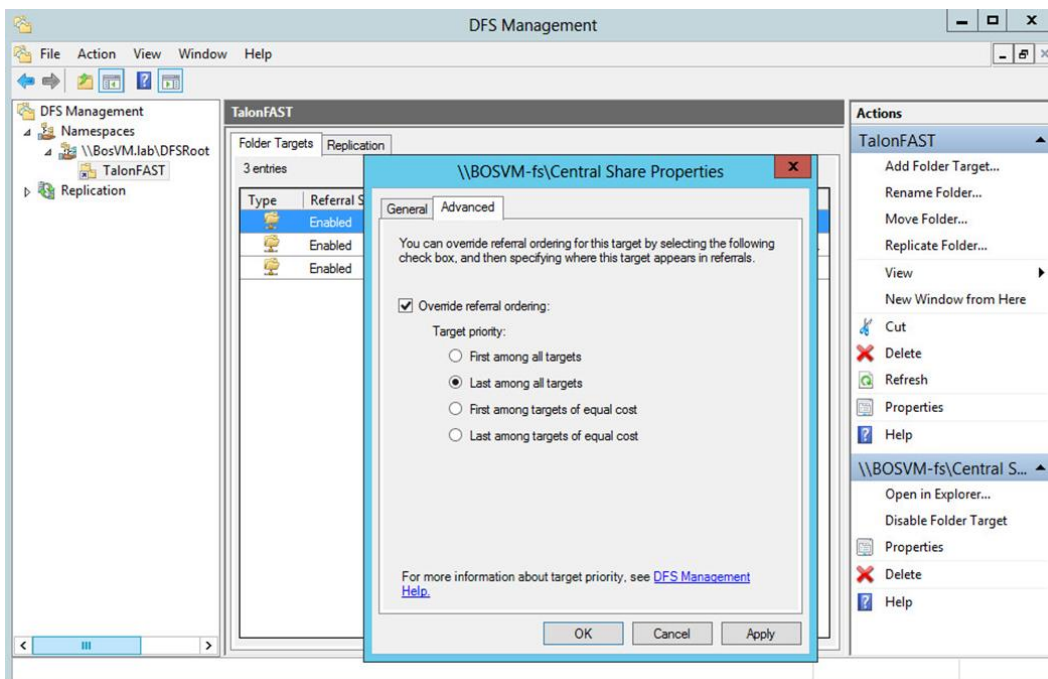 DFS Management
File Action View Window Help
DFS Management
Namespaces
\\BosVM.lab\DFSRoot
TalonFAST
Replication
TalonFAST
Folder Targets Replication
3 entries
Type Referral S
Enabled
Enabled
Enabled
\\BOSVM-fs\Central Share Properties
General Advanced
You can override referral ordering for this target by selecting the following
check box, and then specifying where this target appears in referrals.
Override referral ordering:
Target priority:
First among all targets
Last among all targets
First among targets of equal cost
Last among targets of equal cost
For more information about target priority, see DFS Management
Help.
OK Cancel Apply
Actions
TalonFAST
Add Folder Target...
Rename Folder...
Move Folder...
Replicate Folder...
View
New Window from Here
Cut
Delete
Refresh
Properties
Help
\\BOSVM-fs\Central S...
Open in Explorer...
Disable Folder Target
Properties
Delete
Help